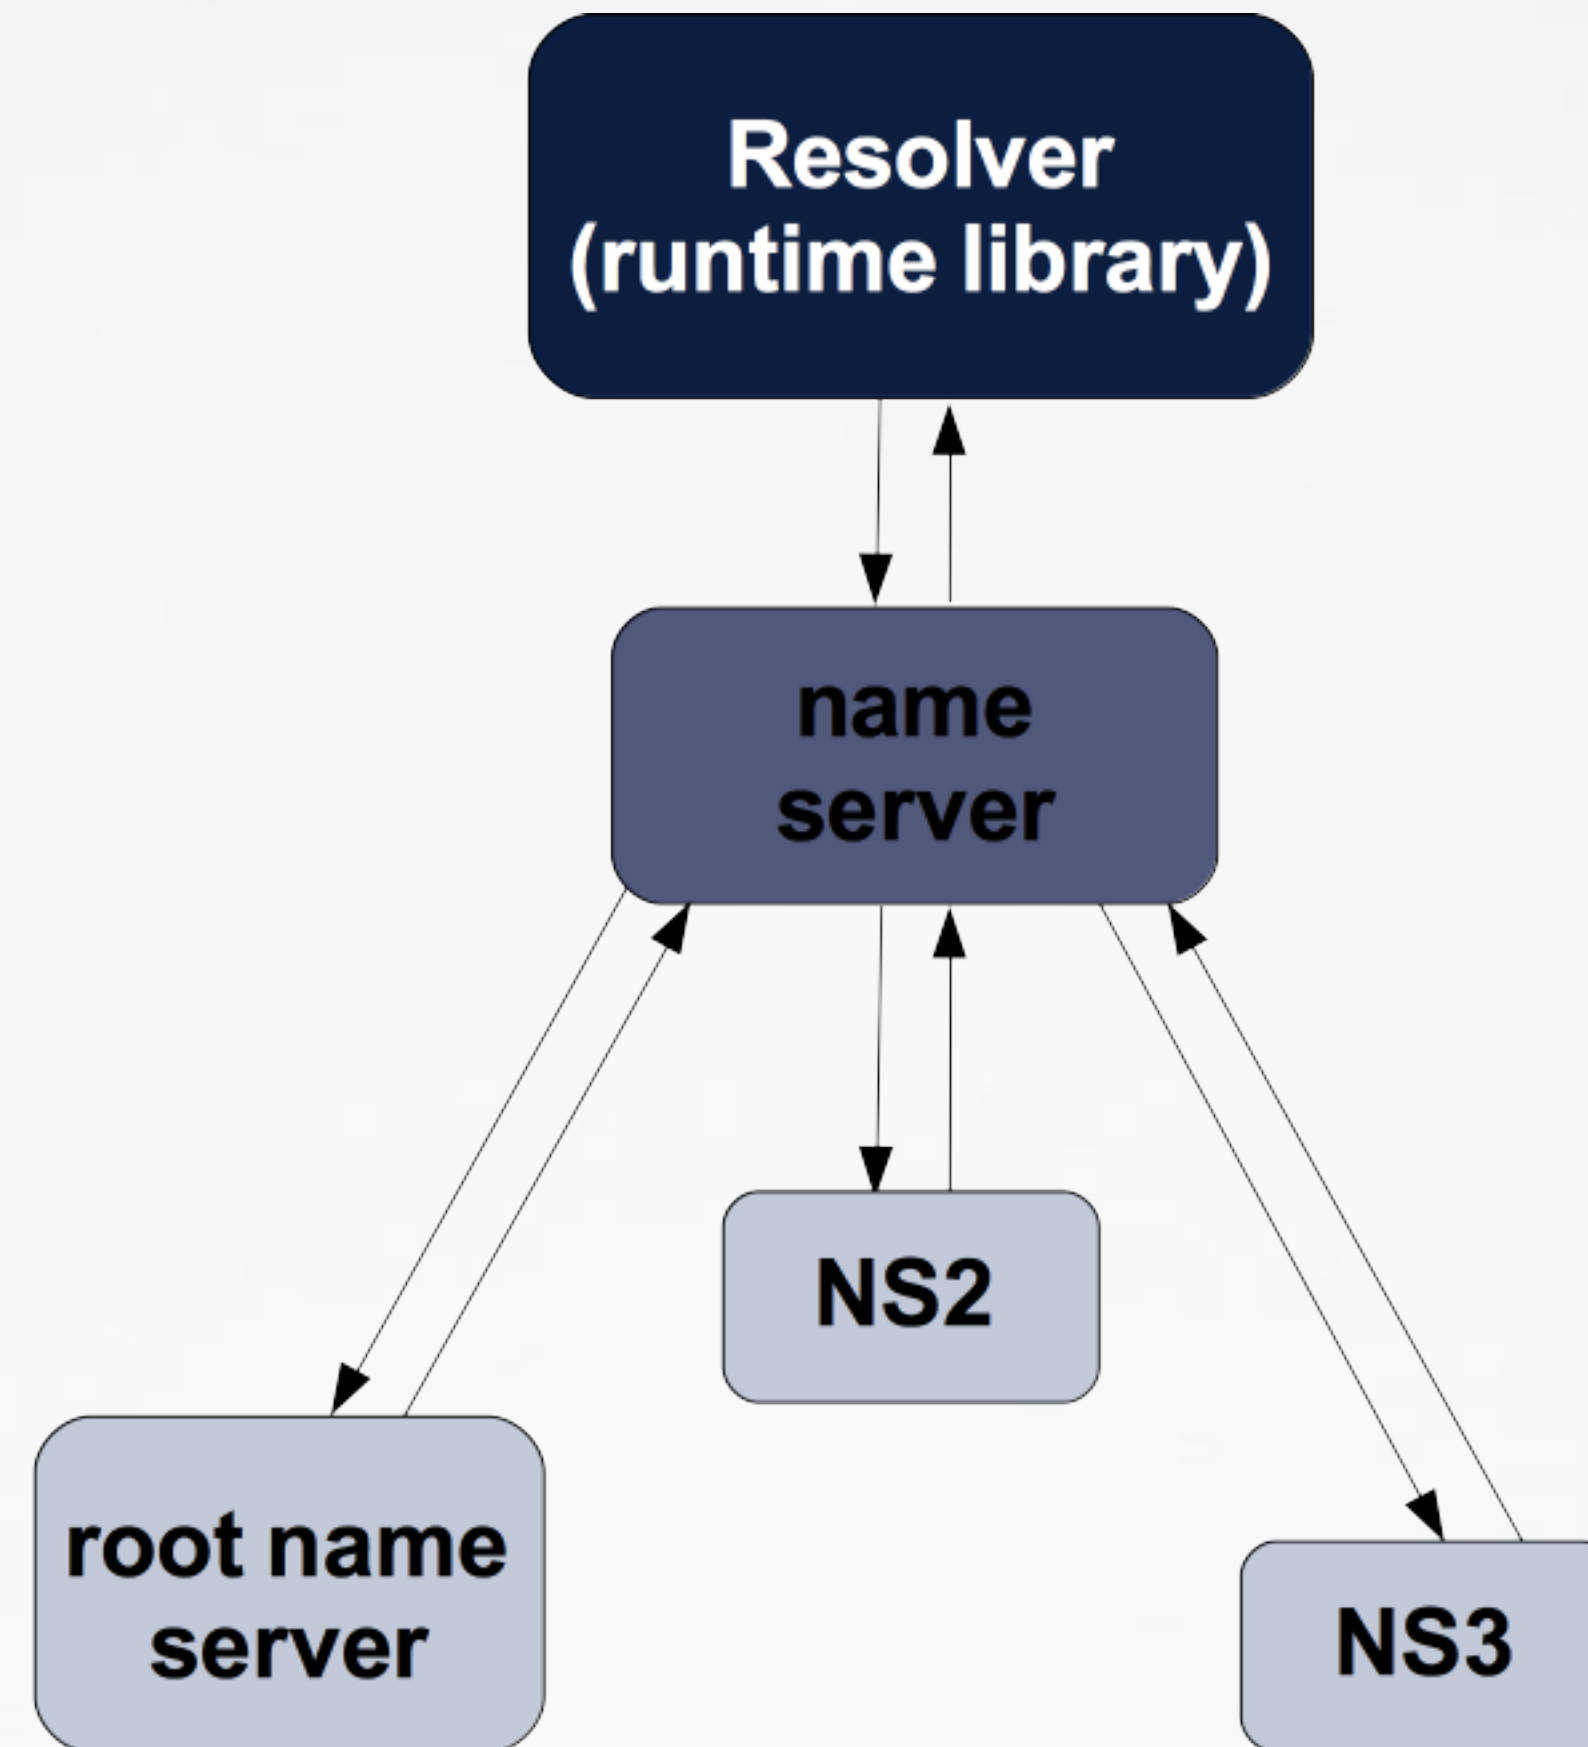 Resolver
(runtime library)
name
server
NS2
root name
server
NS3